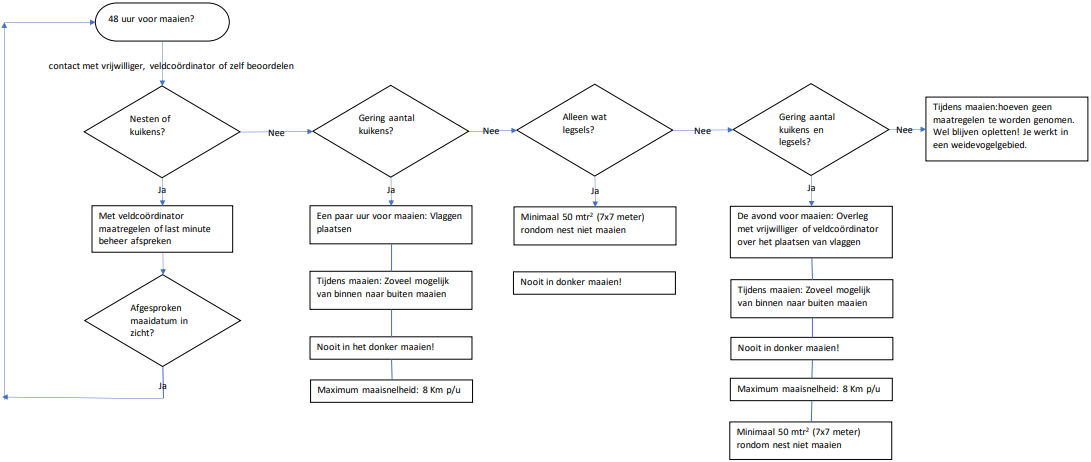 48 uur voor maaien?
contact met vrijwilliger, veldcoördinator of zelf beoordelen
Nesten of
kuikens?
Nee
Ja
Met veldcoördinator
maatregelen of last minute
beheer afspreken
Afgesproken
maaidatum in
zicht?
Ja
Gering aantal
kuikens?
Nee
Ja
Een paar uur voor maaien: Vlaggen
plaatsen
Tijdens maaien: Zoveel mogelijk
van binnen naar buiten maaien
Nooit in het donker maaien!
Maximum maaisnelheid: 8 Km p/u
Alleen wat
legsels?
Nee
Ja
Minimaal 50 mtr² (7x7 meter)
rondom nest niet maaien
Nooit in donker maaien!
Gering aantal
kuikens en
legsels?
Nee
Ja
De avond voor maaien: Overleg
met vrijwilliger of veldcoördinator
over het plaatsen van vlaggen
Tijdens maaien: Zoveel mogelijk
van binnen naar buiten maaien
Nooit in donker maaien!
Maximum maaisnelheid: 8 Km p/u
Minimaal 50 mtr² (7x7 meter)
rondom nest niet maaien
Tijdens maaien:hoeven geen
maatregelen te worden genomen.
Wel blijven opletten! Je werkt in
een weidevogelgebied.